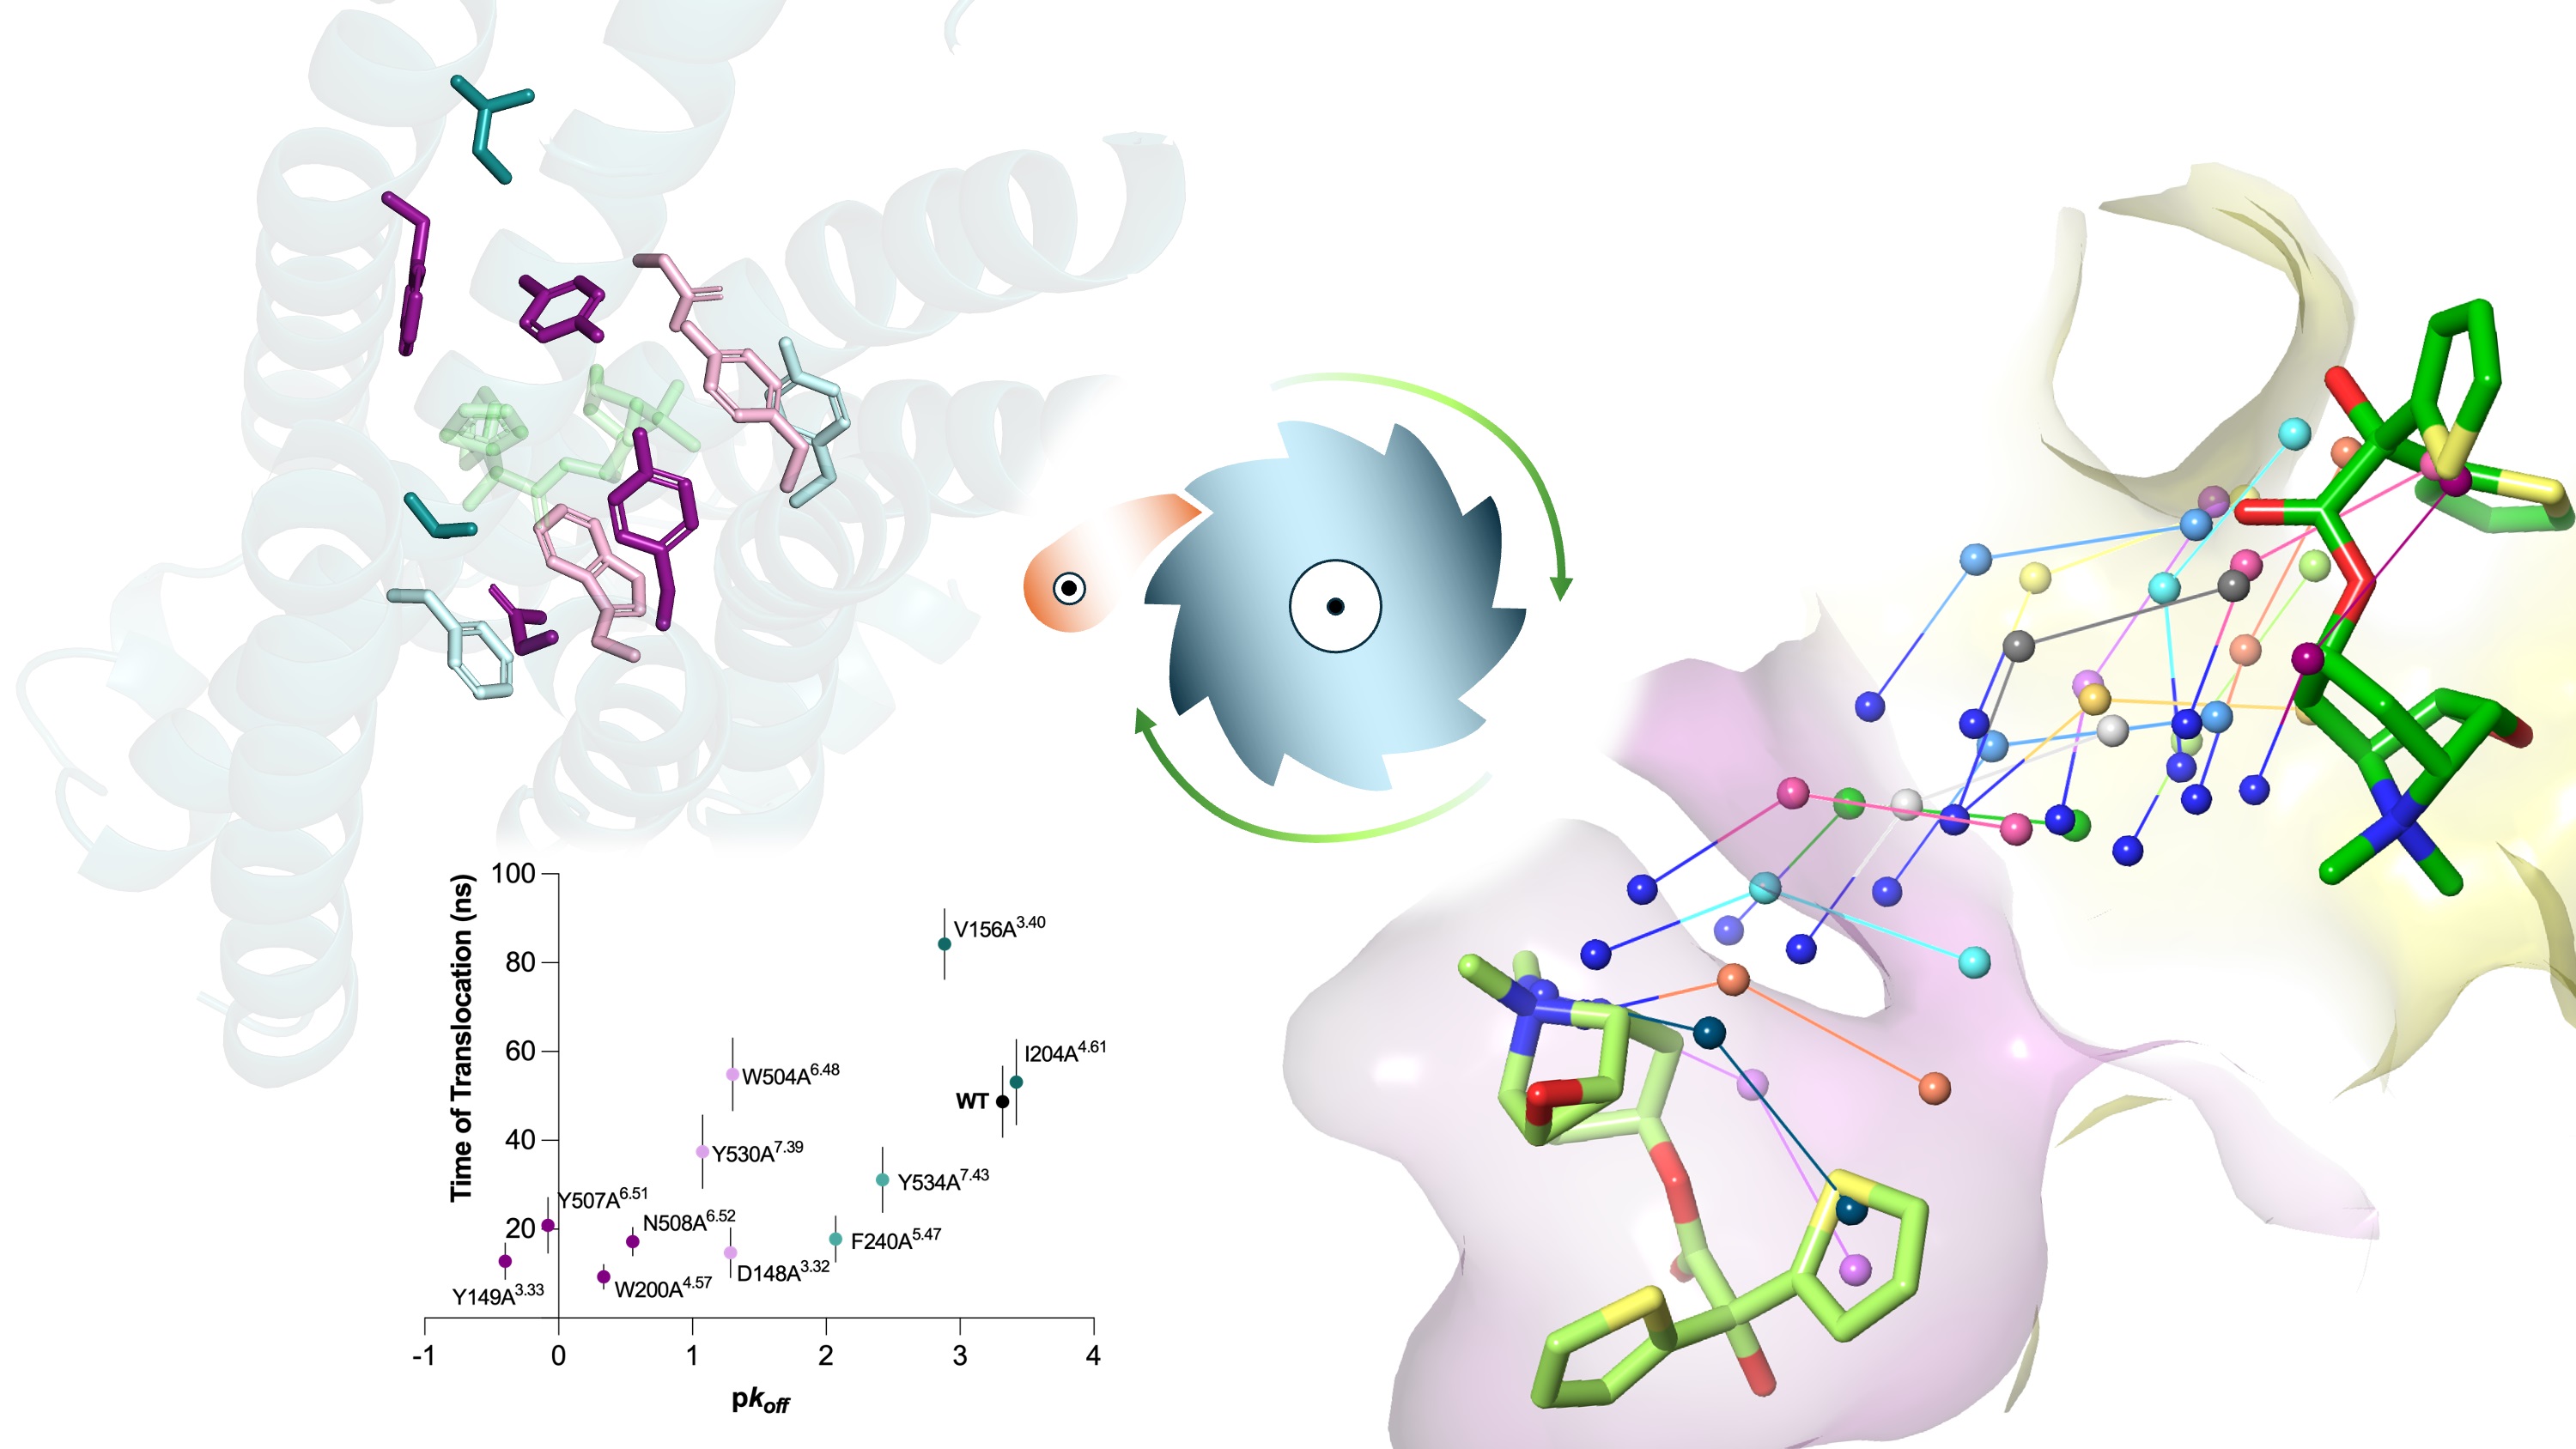 Time of Translocation (ns)
100
80
60
40
20
V156A3.40
I204A4.61
WT
W504A6.48
Y530A7.39
Y534A7.43
Y507A6.51
N508A6.52
F240A5.47
D148A3.32
W200A4.57
Y149A3.33
-1 0 1 2 3 4
pkoff